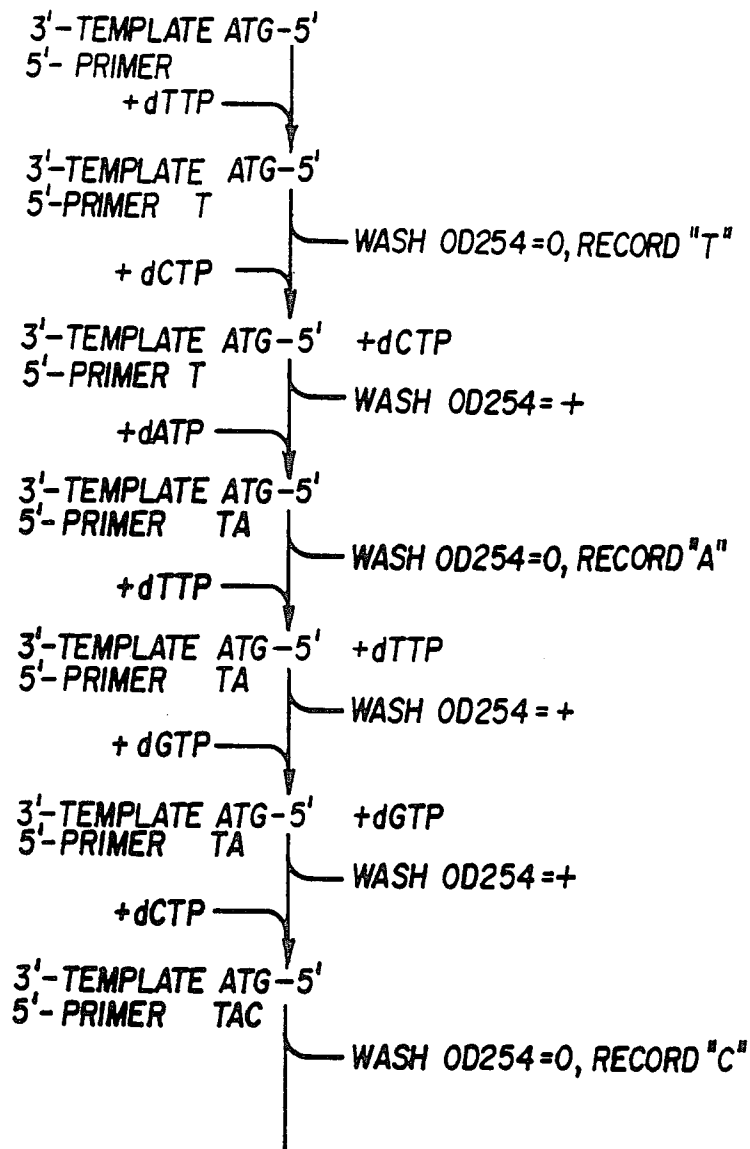 3'-TEMPLATE ATG-5'
5'- PRIMER
+dTTP
3'-TEMPLATE ATG-5'
5'-PRIMER T
WASH OD254=0, RECORD "T"
+ dCTP
3'-TEMPLATE ATG-5' +dCTP
5'-PRIMER T
WASH OD254=+
+dATP
3'-TEMPLATE ATG-5'
5'-PRIMER TA
WASH OD254=0, RECORD "A"
+dTTP
3'-TEMPLATE ATG-5' +dTTP
5'-PRIMER TA
WASH OD254=+
+ dGTP
3'-TEMPLATE ATG-5' +dGTP
5'-PRIMER TA
WASH OD254=+
+dCTP
3'-TEMPLATE ATG-5'
5'-PRIMER TAC
WASH OD254=0, RECORD "C"